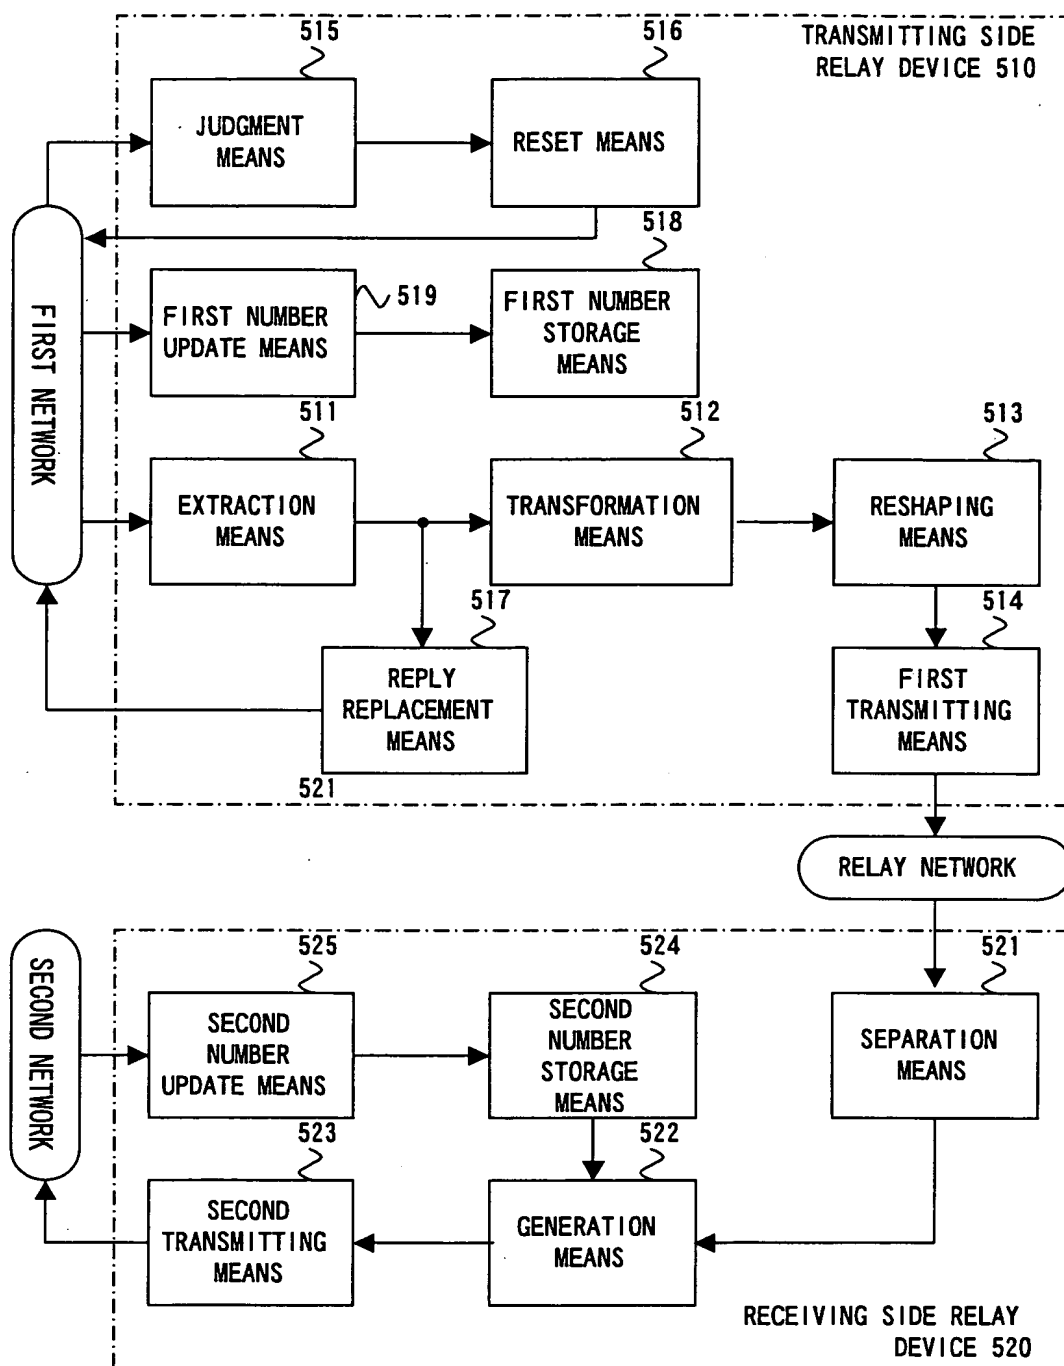 515
516
TRANSMITTING SIDE
RELAY DEVICE 510
JUDGMENT
MEANS
RESET MEANS
518
FIRST NETWORK
519
FIRST NUMBER
UPDATE MEANS
FIRST NUMBER
STORAGE
MEANS
511
512
513
EXTRACTION
MEANS
TRANSFORMATION
MEANS
RESHAPING
MEANS
517
514
REPLY
REPLACEMENT
MEANS
FIRST
TRANSMITTING
MEANS
521
RELAY NETWORK
525
524
521
SECOND NETWORK
SECOND
NUMBER
UPDATE MEANS
SECOND
NUMBER
STORAGE
MEANS
SEPARATION
MEANS
523
522
SECOND
TRANSMITTING
MEANS
GENERATION
MEANS
RECEIVING SIDE RELAY
DEVICE 520